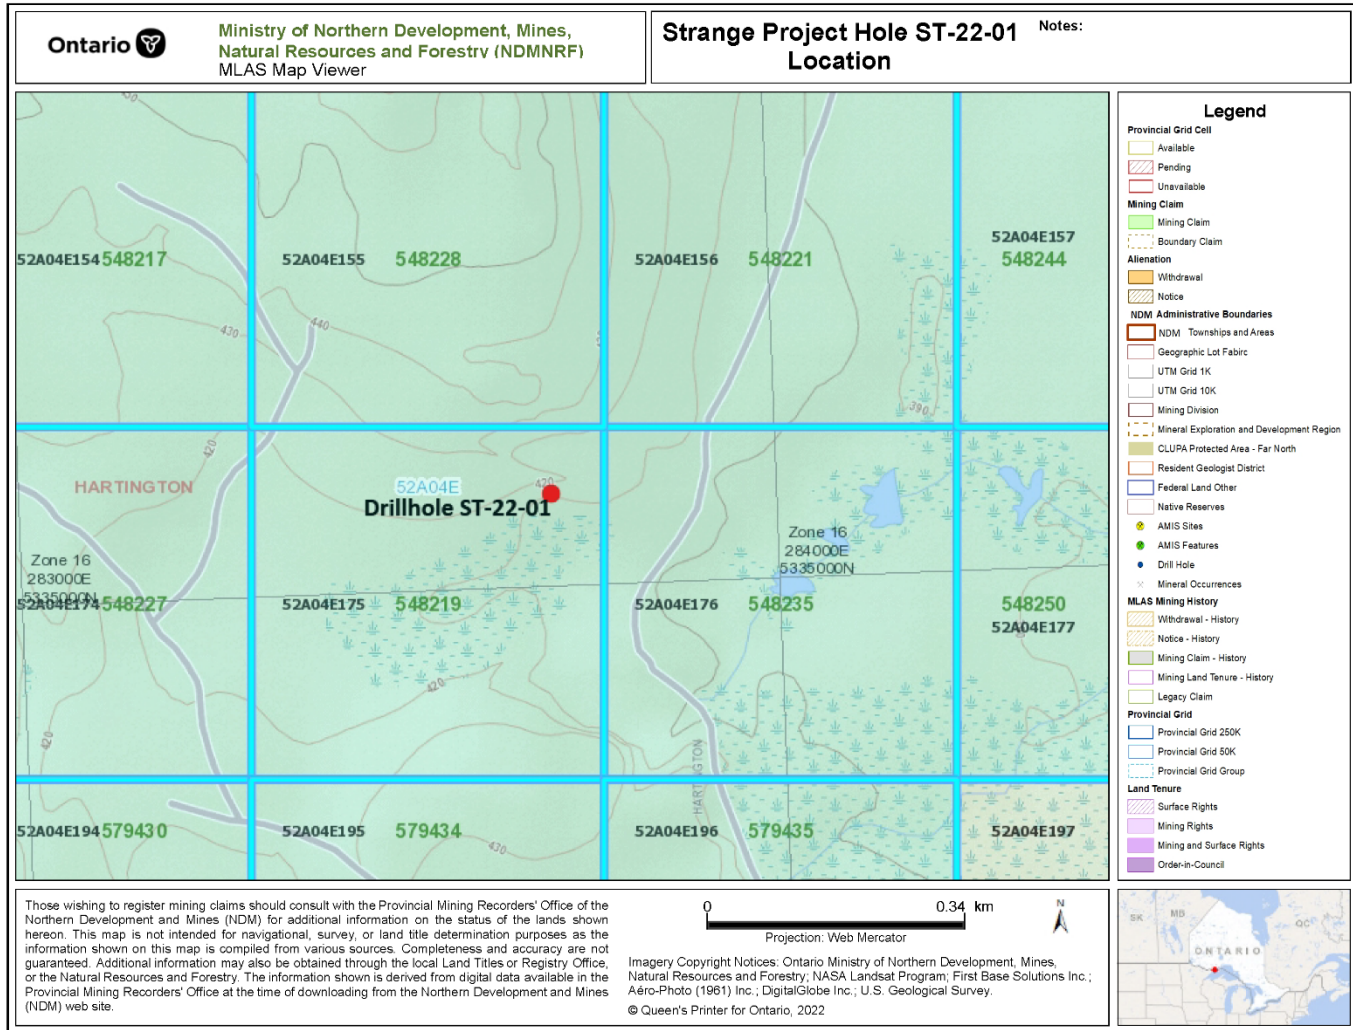 Ontario
Ministry of Northern Development, Mines,
Natural Resources and Forestry (NDMNRF)
MLAS Map Viewer
Strange Project Hole ST-22-01
Location
Notes:
430
52A04E154 548217
52A04E155 548228
52A04E156 548221
52A04E157
548244
430
440
390
420
HARTINGTON
52A04E
420
Drillhole ST-22-01
Zone 16
283000E
5335000N
Zone 16
284000E
5335000N
52A04E174 548227
52A04E175 548219
52A04E176 548235
548250
52A04E177
420
420
HARTINGTON
52A04E194 579430
52A04E195 579434
52A04E196 579435
52A04E197
430
Legend
Provincial Grid Cell
Available
Pending
Unavailable
Mining Claim
Mining Claim
Boundary Claim
Alienation
Withdrawal
Notice
NDM Administrative Boundaries
NDM Townships and Areas
Geographic Lot Fabirc
UTM Grid 1K
UTM Grid 10K
Mining Division
Mineral Exploration and Development Region
CLUPA Protected Area - Far North
Resident Geologist District
Federal Land Other
Native Reserves
AMIS Sites
AMIS Features
Drill Hole
Mineral Occurrences
MLAS Mining History
Withdrawal - History
Notice - History
Mining Claim - History
Mining Land Tenure - History
Legacy Claim
Provincial Grid
Provincial Grid 250K
Provincial Grid 50K
Provincial Grid Group
Land Tenure
Surface Rights
Mining Rights
Mining and Surface Rights
Order-in-Council
Those wishing to register mining claims should consult with the Provincial Mining Recorders' Office of the
Northern Development and Mines (NDM) for additional information on the status of the lands shown
hereon. This map is not intended for navigational, survey, or land title determination purposes as the
information shown on this map is compiled from various sources. Completeness and accuracy are not
guaranteed. Additional information may also be obtained through the local Land Titles or Registry Office,
or the Natural Resources and Forestry. The information shown is derived from digital data available in the
Provincial Mining Recorders' Office at the time of downloading from the Northern Development and Mines
(NDM) web site.
0 0.34 km
N
Projection: Web Mercator
Imagery Copyright Notices: Ontario Ministry of Northern Development, Mines,
Natural Resources and Forestry; NASA Landsat Program; First Base Solutions Inc.;
Aéro-Photo (1961) Inc.; DigitalGlobe Inc.; U.S. Geological Survey.
© Queen's Printer for Ontario, 2022
SK
MB
ONTARIO
QC